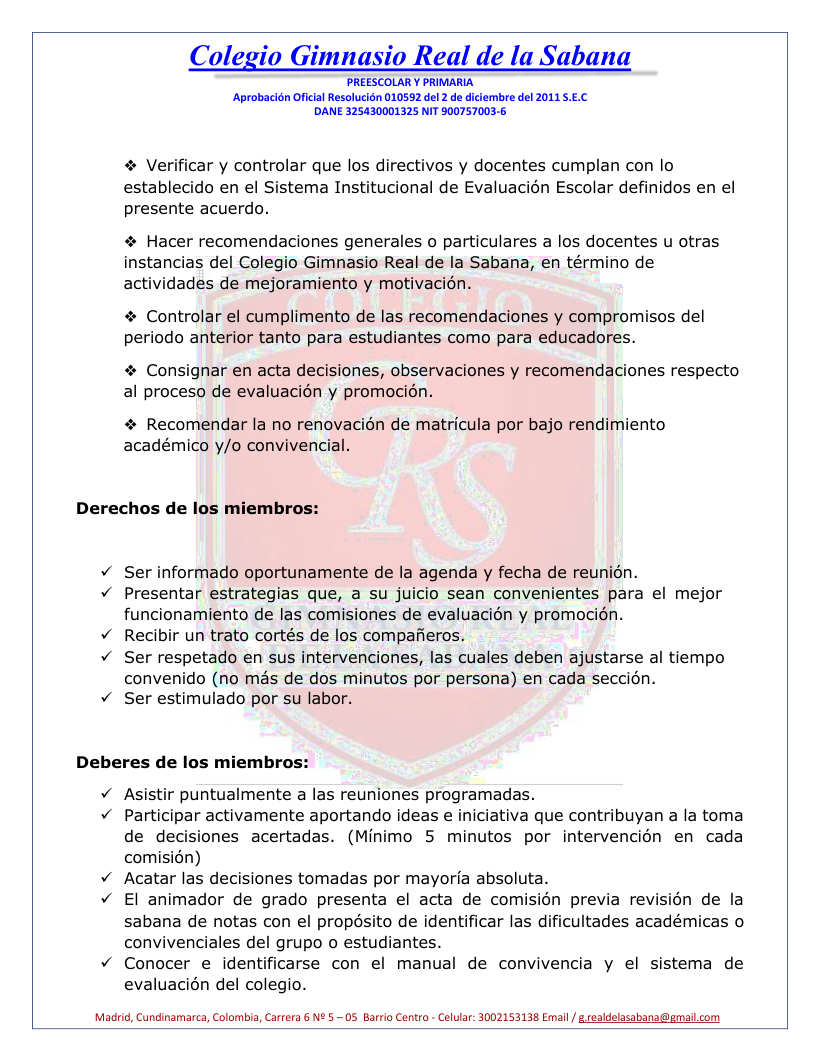 Colegio Gimnasio Real de la Sabana
PREESCOLAR Y PRIMARIA
Aprobación Oficial Resolución 010592 del 2 de diciembre del 2011 S.E.C
DANE 325430001325 NIT 900757003-6
❖ Verificar y controlar que los directivos y docentes cumplan con lo
establecido en el Sistema Institucional de Evaluación Escolar definidos en el
presente acuerdo.
❖ Hacer recomendaciones generales o particulares a los docentes u otras
instancias del Colegio Gimnasio Real de la Sabana, en término de
actividades de mejoramiento y motivación.
❖ Controlar el cumplimento de las recomendaciones y compromisos del
periodo anterior tanto para estudiantes como para educadores.
❖ Consignar en acta decisiones, observaciones y recomendaciones respecto
al proceso de evaluación y promoción.
❖ Recomendar la no renovación de matrícula por bajo rendimiento
académico y/o convivencial.
COLEGIO
GRS
GIMNASIO REAL
DE LA SABANA
Derechos de los miembros:
✓ Ser informado oportunamente de la agenda y fecha de reunión.
✓ Presentar estrategias que, a su juicio sean convenientes para el mejor
funcionamiento de las comisiones de evaluación y promoción.
✓ Recibir un trato cortés de los compañeros.
✓ Ser respetado en sus intervenciones, las cuales deben ajustarse al tiempo
convenido (no más de dos minutos por persona) en cada sección.
✓ Ser estimulado por su labor.
Deberes de los miembros:
✓ Asistir puntualmente a las reuniones programadas.
✓ Participar activamente aportando ideas e iniciativa que contribuyan a la toma
de decisiones acertadas. (Mínimo 5 minutos por intervención en cada
comisión)
✓ Acatar las decisiones tomadas por mayoría absoluta.
✓ El animador de grado presenta el acta de comisión previa revisión de la
sabana de notas con el propósito de identificar las dificultades académicas o
convivenciales del grupo o estudiantes.
✓ Conocer e identificarse con el manual de convivencia y el sistema de
evaluación del colegio.
Madrid, Cundinamarca, Colombia, Carrera 6 Nº 5 – 05 Barrio Centro - Celular: 3002153138 Email / g.realdelasabana@gmail.com